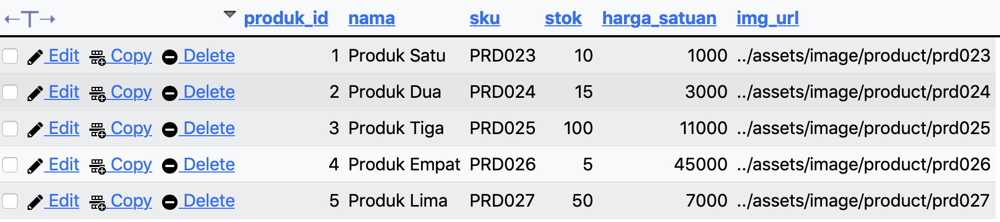 ←T→ produk_id nama sku stok harga_satuan img_url
Edit Copy Delete 1 Produk Satu PRD023 10 1000 ../assets/image/product/prd023
Edit Copy Delete 2 Produk Dua PRD024 15 3000 ../assets/image/product/prd024
Edit Copy Delete 3 Produk Tiga PRD025 100 11000 ../assets/image/product/prd025
Edit Copy Delete 4 Produk Empat PRD026 5 45000 ../assets/image/product/prd026
Edit Copy Delete 5 Produk Lima PRD027 50 7000 ../assets/image/product/prd027